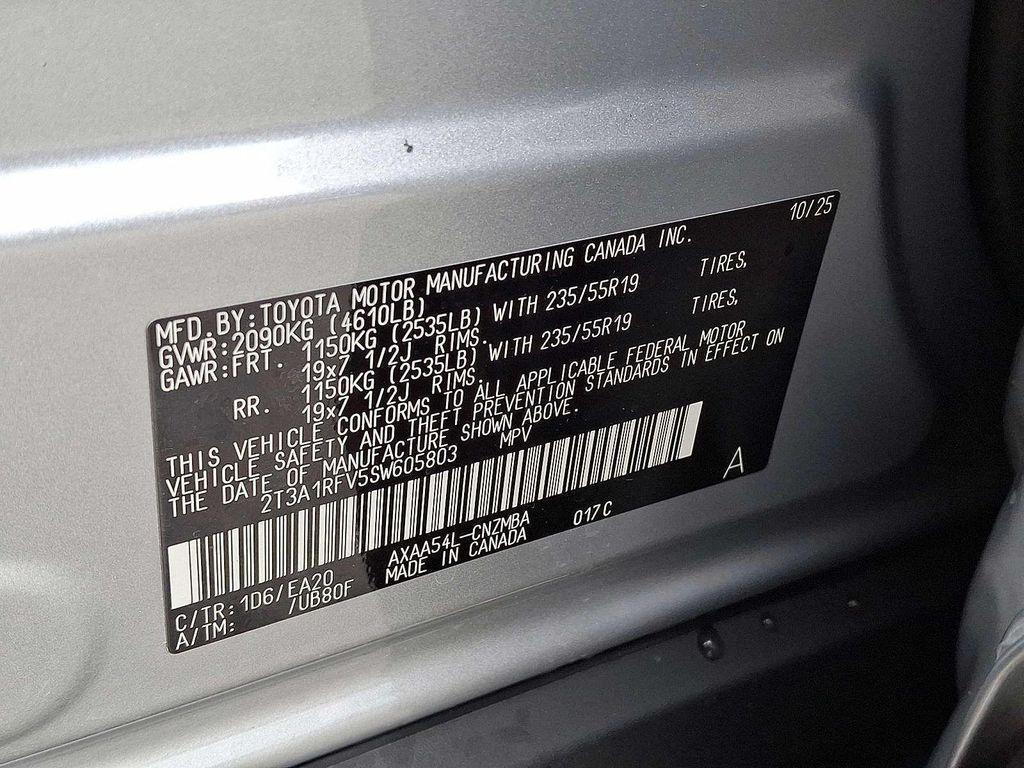 10/25
MFD.BY:TOYOTA MOTOR MANUFACTURING CANADA INC.
GVWR:2090KG (4610LB)
GAWR:FRT. 1150KG (2535LB) WITH 235/55R19 TIRES,
19x7 1/2J RIMS.
RR. 1150KG (2535LB) WITH 235/55R19 TIRES,
19x7 1/2J RIMS.
THIS VEHICLE CONFORMS TO ALL APPLICABLE FEDERAL MOTOR
VEHICLE SAFETY AND THEFT PREVENTION STANDARDS IN EFFECT ON
THE DATE OF MANUFACTURE SHOWN ABOVE.
2T3A1RFV5SW605803 MPV
A
AXAA54L-CNZMBA 017C
C/TR:1D6/EA20 MADE IN CANADA
A/TM: /UB80F